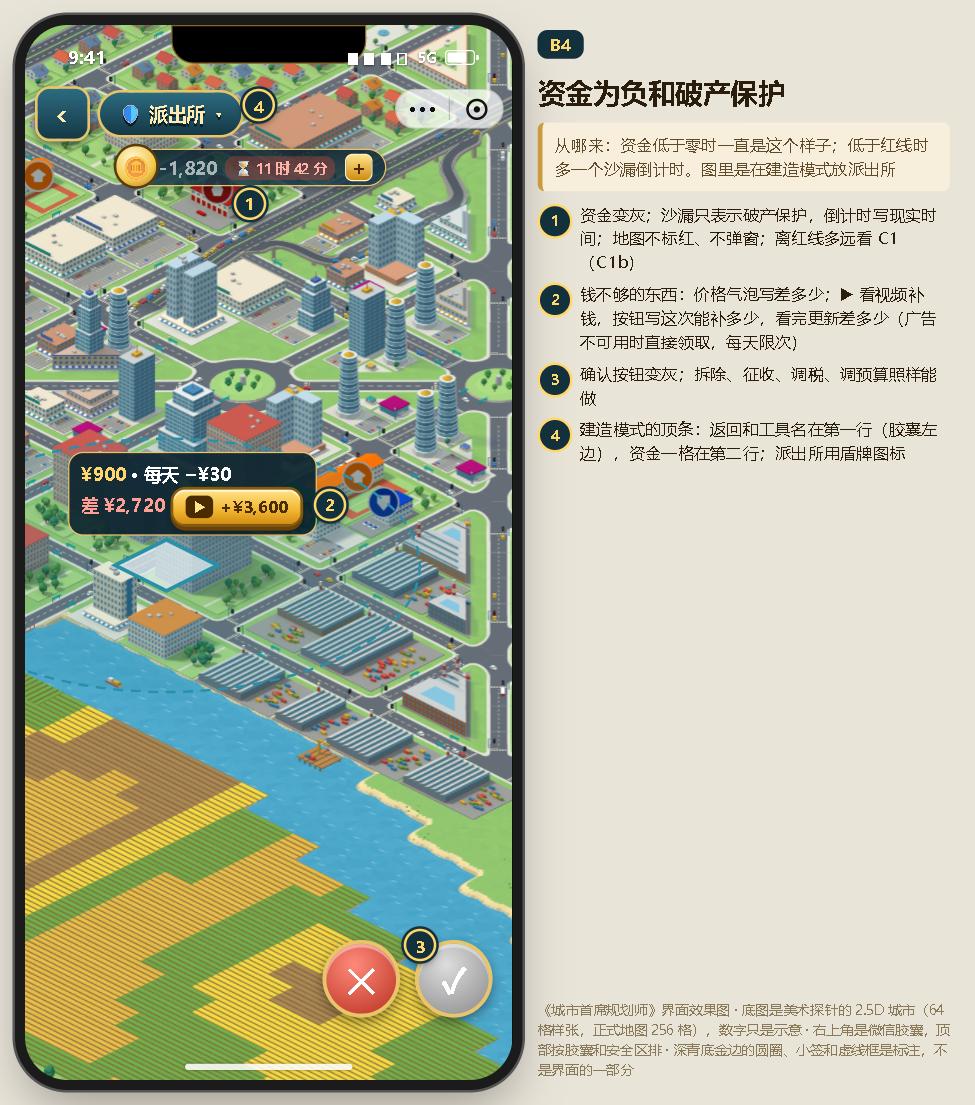 9:41
5G
派出所
4
-1,820
11 时 42 分
+
1
¥900 • 每天 −¥30
差 ¥2,720
+¥3,600
2
3
B4
资金为负和破产保护
从哪来：资金低于零时一直是这个样子；低于红线时
多一个沙漏倒计时。图里是在建造模式放派出所
1
资金变灰；沙漏只表示破产保护，倒计时写现实时
间；地图不标红、不弹窗；离红线多远看 C1
（C1b）
2
钱不够的东西：价格气泡写差多少；▶ 看视频补
钱，按钮写这次能补多少，看完更新差多少（广告
不可用时直接领取，每天限次）
3
确认按钮变灰；拆除、征收、调税、调预算照样能
做
4
建造模式的顶条：返回和工具名在第一行（胶囊左
边），资金一格在第二行；派出所用盾牌图标
《城市首席规划师》界面效果图 · 底图是美术探针的 2.5D 城市（64
格样张，正式地图 256 格），数字只是示意 · 右上角是微信胶囊，顶
部按胶囊和安全区排 · 深青底金边的圆圈、小签和虚线框是标注，不
是界面的一部分